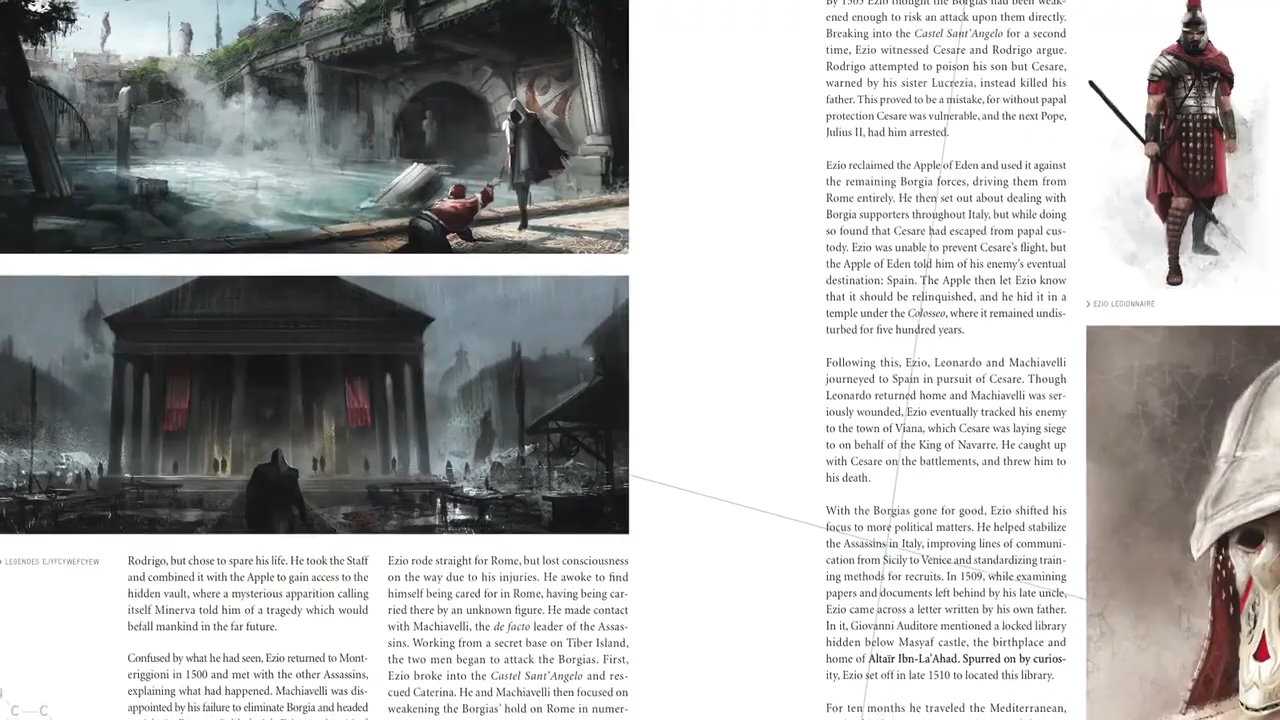 LEGENDES EJYFCYWEFCYEW
Rodrigo, but chose to spare his life. He took the Staff
and combined it with the Apple to gain access to the
hidden vault, where a mysterious apparition calling
itself Minerva told him of a tragedy which would
befall mankind in the far future.
Confused by what he had seen, Ezio returned to Mont-
eriggioni in 1500 and met with the other Assassins,
explaining what had happened. Machiavelli was dis-
appointed by his failure to eliminate Borgia and headed
Ezio rode straight for Rome, but lost consciousness
on the way due to his injuries. He awoke to find
himself being cared for in Rome, having being car-
ried there by an unknown figure. He made contact
with Machiavelli, the de facto leader of the Assas-
sins. Working from a secret base on Tiber Island,
the two men began to attack the Borgias. First,
Ezio broke into the Castel Sant'Angelo and res-
cued Caterina. He and Machiavelli then focused on
weakening the Borgias' hold on Rome in numer-
By 1503 Ezio thought the Borgias had been weak-
ened enough to risk an attack upon them directly.
Breaking into the Castel Sant'Angelo for a second
time, Ezio witnessed Cesare and Rodrigo argue.
Rodrigo attempted to poison his son but Cesare,
warned by his sister Lucrezia, instead killed his
father. This proved to be a mistake, for without papal
protection Cesare was vulnerable, and the next Pope,
Julius II, had him arrested.
Ezio reclaimed the Apple of Eden and used it against
the remaining Borgia forces, driving them from
Rome entirely. He then set out about dealing with
Borgia supporters throughout Italy, but while doing
so found that Cesare had escaped from papal cus-
tody. Ezio was unable to prevent Cesare's flight, but
the Apple of Eden told him of his enemy's eventual
destination: Spain. The Apple then let Ezio know
that it should be relinquished, and he hid it in a
temple under the Colosseo, where it remained undis-
turbed for five hundred years.
Following this, Ezio, Leonardo and Machiavelli
journeyed to Spain in pursuit of Cesare. Though
Leonardo returned home and Machiavelli was ser-
iously wounded, Ezio eventually tracked his enemy
to the town of Viana, which Cesare was laying siege
to on behalf of the King of Navarre. He caught up
with Cesare on the battlements, and threw him to
his death.
With the Borgias gone for good, Ezio shifted his
focus to more political matters. He helped stabilize
the Assassins in Italy, improving lines of communi-
cation from Sicily to Venice and standardizing train-
ing methods for recruits. In 1509, while examining
papers and documents left behind by his late uncle,
Ezio came across a letter written by his own father.
In it, Giovanni Auditore mentioned a locked library
hidden below Masyaf castle, the birthplace and
home of Altaïr Ibn-La'Ahad. Spurred on by curios-
ity, Ezio set off in late 1510 to located this library.
For ten months he traveled the Mediterranean,
EZIO LEGIONNAIRE